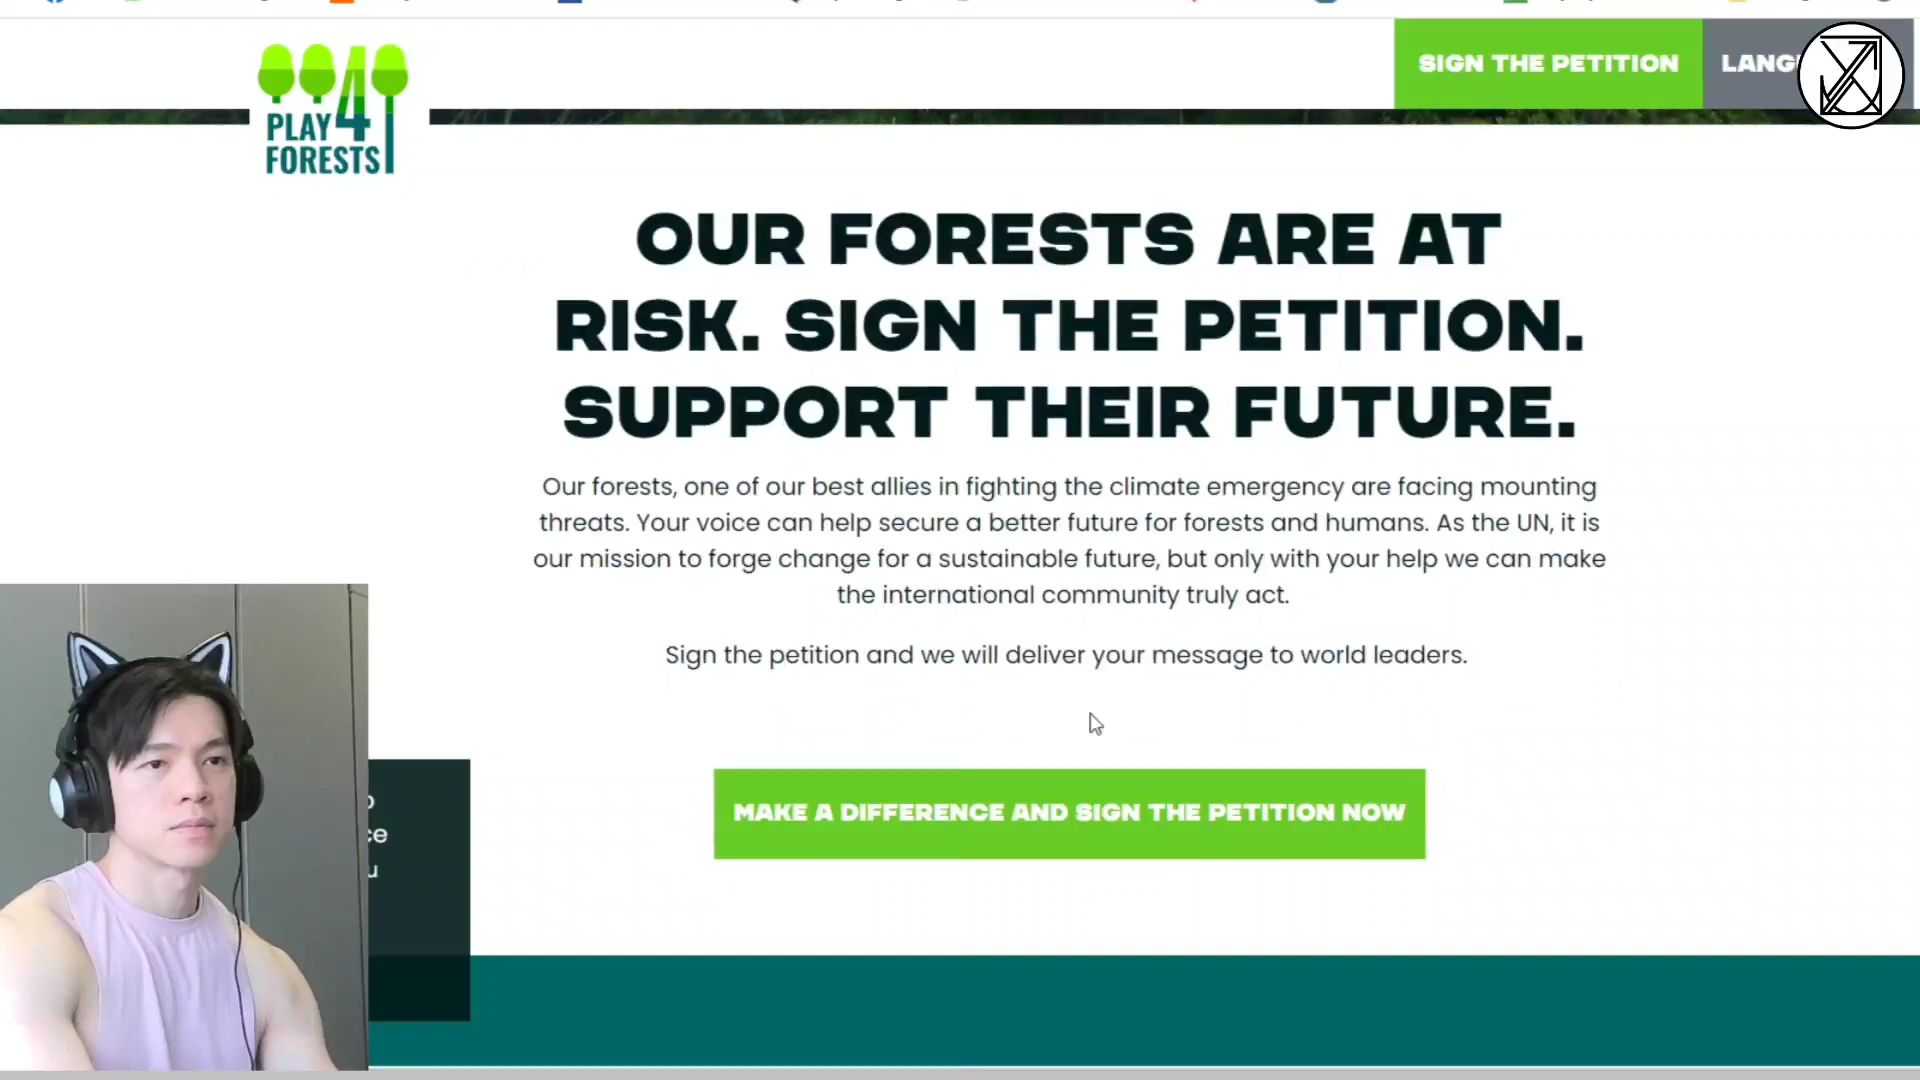 SIGN THE PETITION
PLAY 4
FORESTS
OUR FORESTS ARE AT
RISK. SIGN THE PETITION.
SUPPORT THEIR FUTURE.
Our forests, one of our best allies in fighting the climate emergency are facing mounting
threats. Your voice can help secure a better future for forests and humans. As the UN, it is
our mission to forge change for a sustainable future, but only with your help we can make
the international community truly act.
Sign the petition and we will deliver your message to world leaders.
MAKE A DIFFERENCE AND SIGN THE PETITION NOW